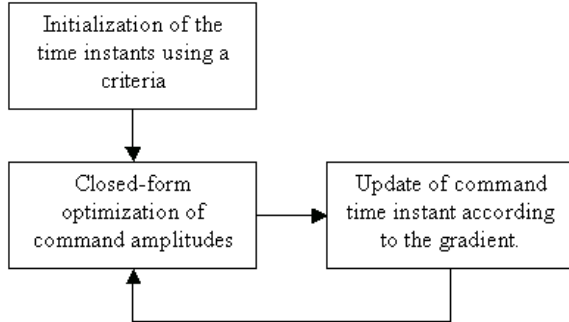 Initialization of the
time instants using a
criteria
Closed-form
optimization of
command amplitudes
Update of command
time instant according
to the gradient.